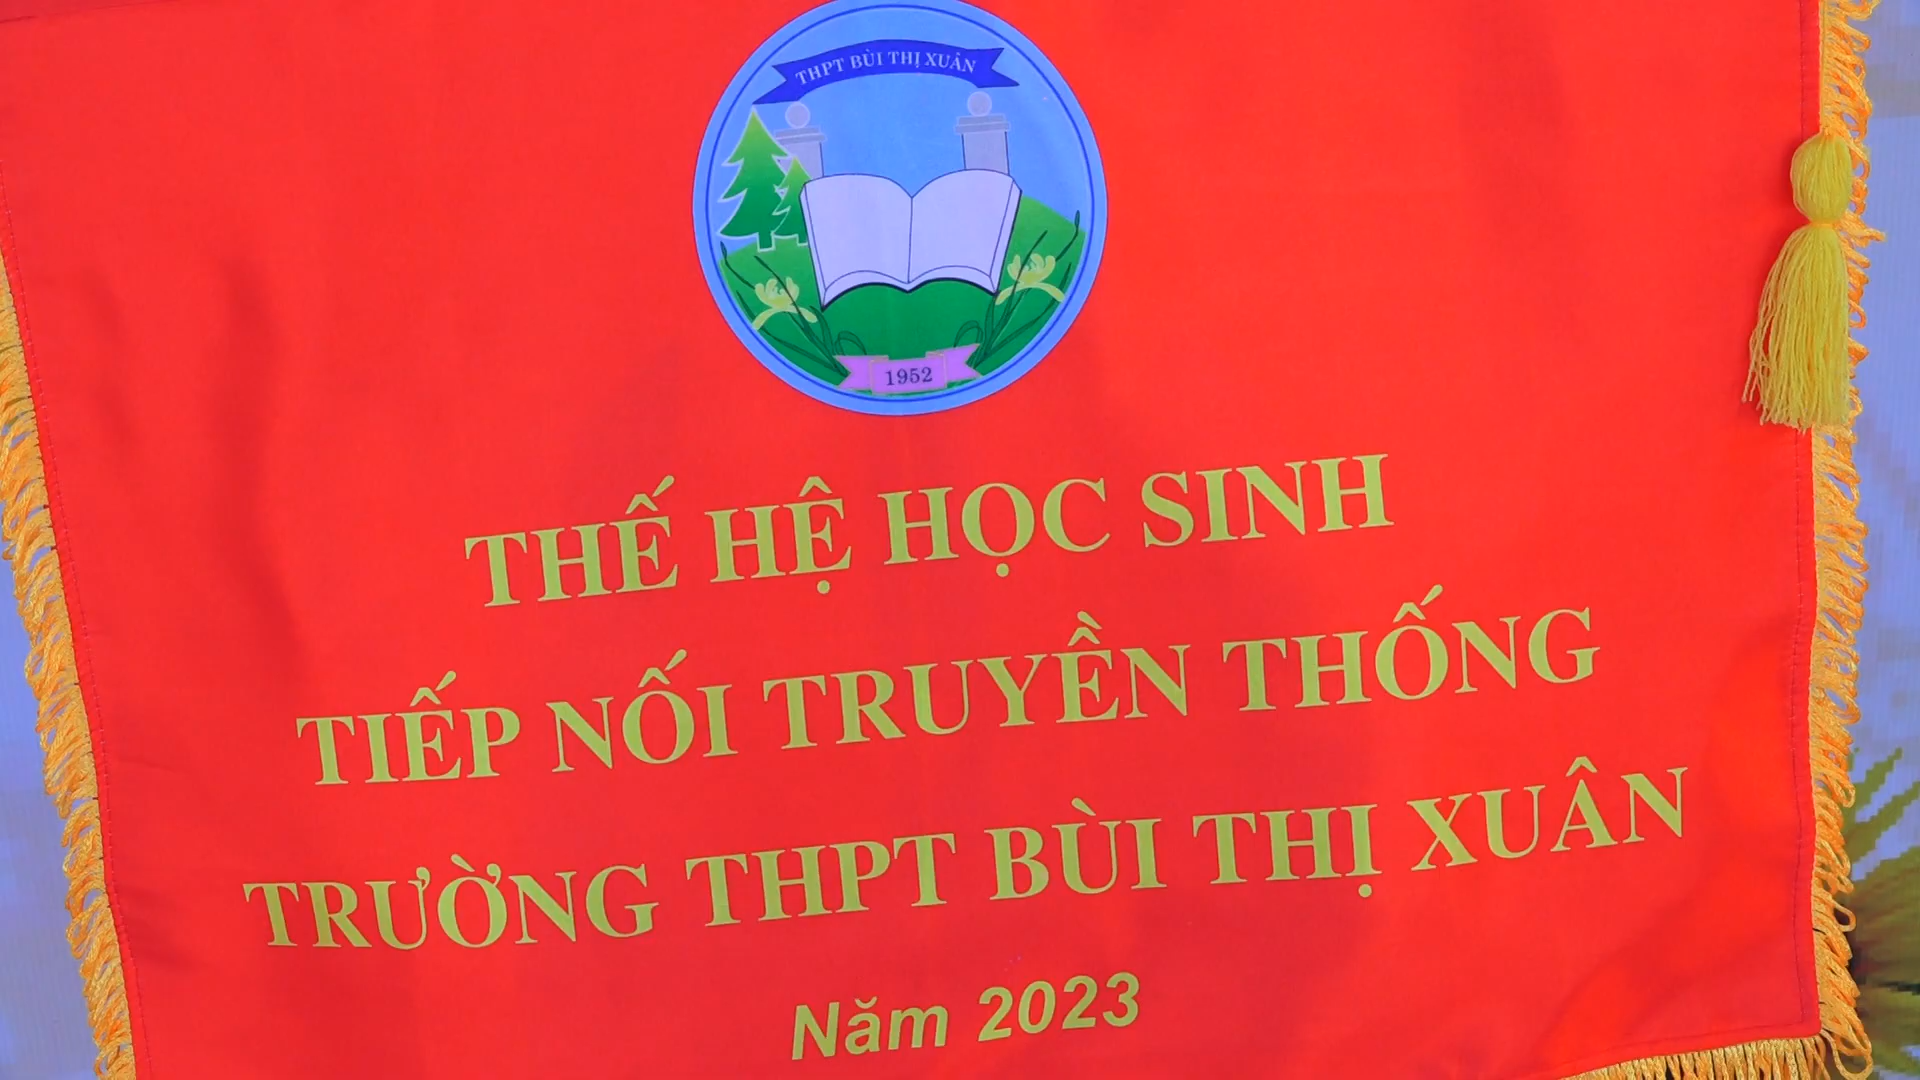 THPT BÙI THỊ XUÂN
1952
THẾ HỆ HỌC SINH
TIẾP NỐI TRUYỀN THỐNG
TRƯỜNG THPT BÙI THỊ XUÂN
Năm 2023